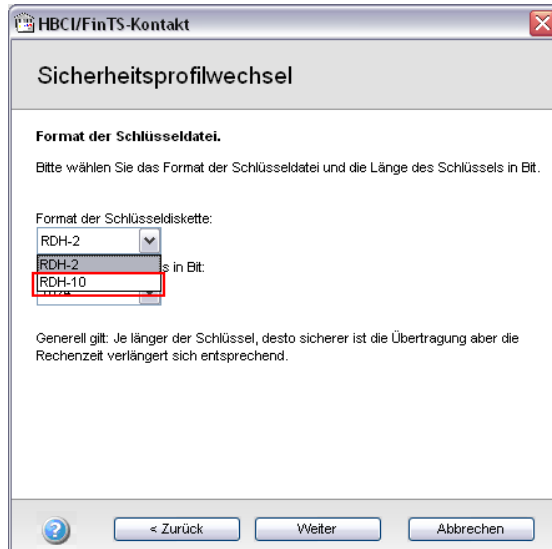 HBCI/FinTS-Kontakt
Sicherheitsprofilwechsel
Format der Schlüsseldatei.
Bitte wählen Sie das Format der Schlüsseldatei und die Länge des Schlüssels in Bit.
Format der Schlüsseldiskette:
RDH-2
RDH-2
in Bit:
RDH-10
Generell gilt: Je länger der Schlüssel, desto sicherer ist die Übertragung aber die
Rechenzeit verlängert sich entsprechend.
< Zurück
Weiter
Abbrechen